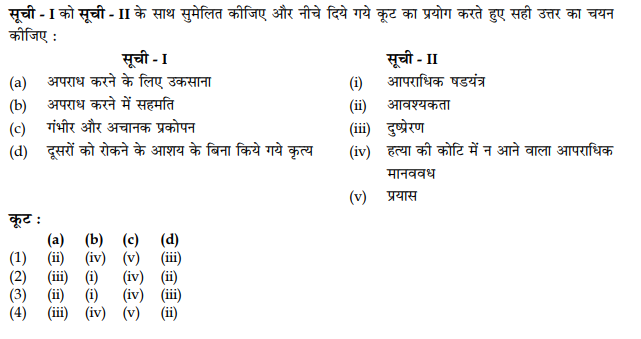 सूची - I को सूची - II के साथ सुमेलित कीजिए और नीचे दिये गये कूट का प्रयोग करते हुए सही उत्तर का चयन
कीजिए :
सूची - I सूची - II
(a) अपराध करने के लिए उकसाना (i) आपराधिक षडयंत्र
(b) अपराध करने में सहमति (ii) आवश्यकता
(c) गंभीर और अचानक प्रकोपन (iii) दुष्प्रेरण
(d) दूसरों को रोकने के आशय के बिना किये गये कृत्य (iv) हत्या की कोटि में न आने वाला आपराधिक
मानववध
(v) प्रयास
कूट :
(a) (b) (c) (d)
(1) (ii) (iv) (v) (iii)
(2) (iii) (i) (iv) (ii)
(3) (ii) (i) (iv) (iii)
(4) (iii) (iv) (v) (ii)